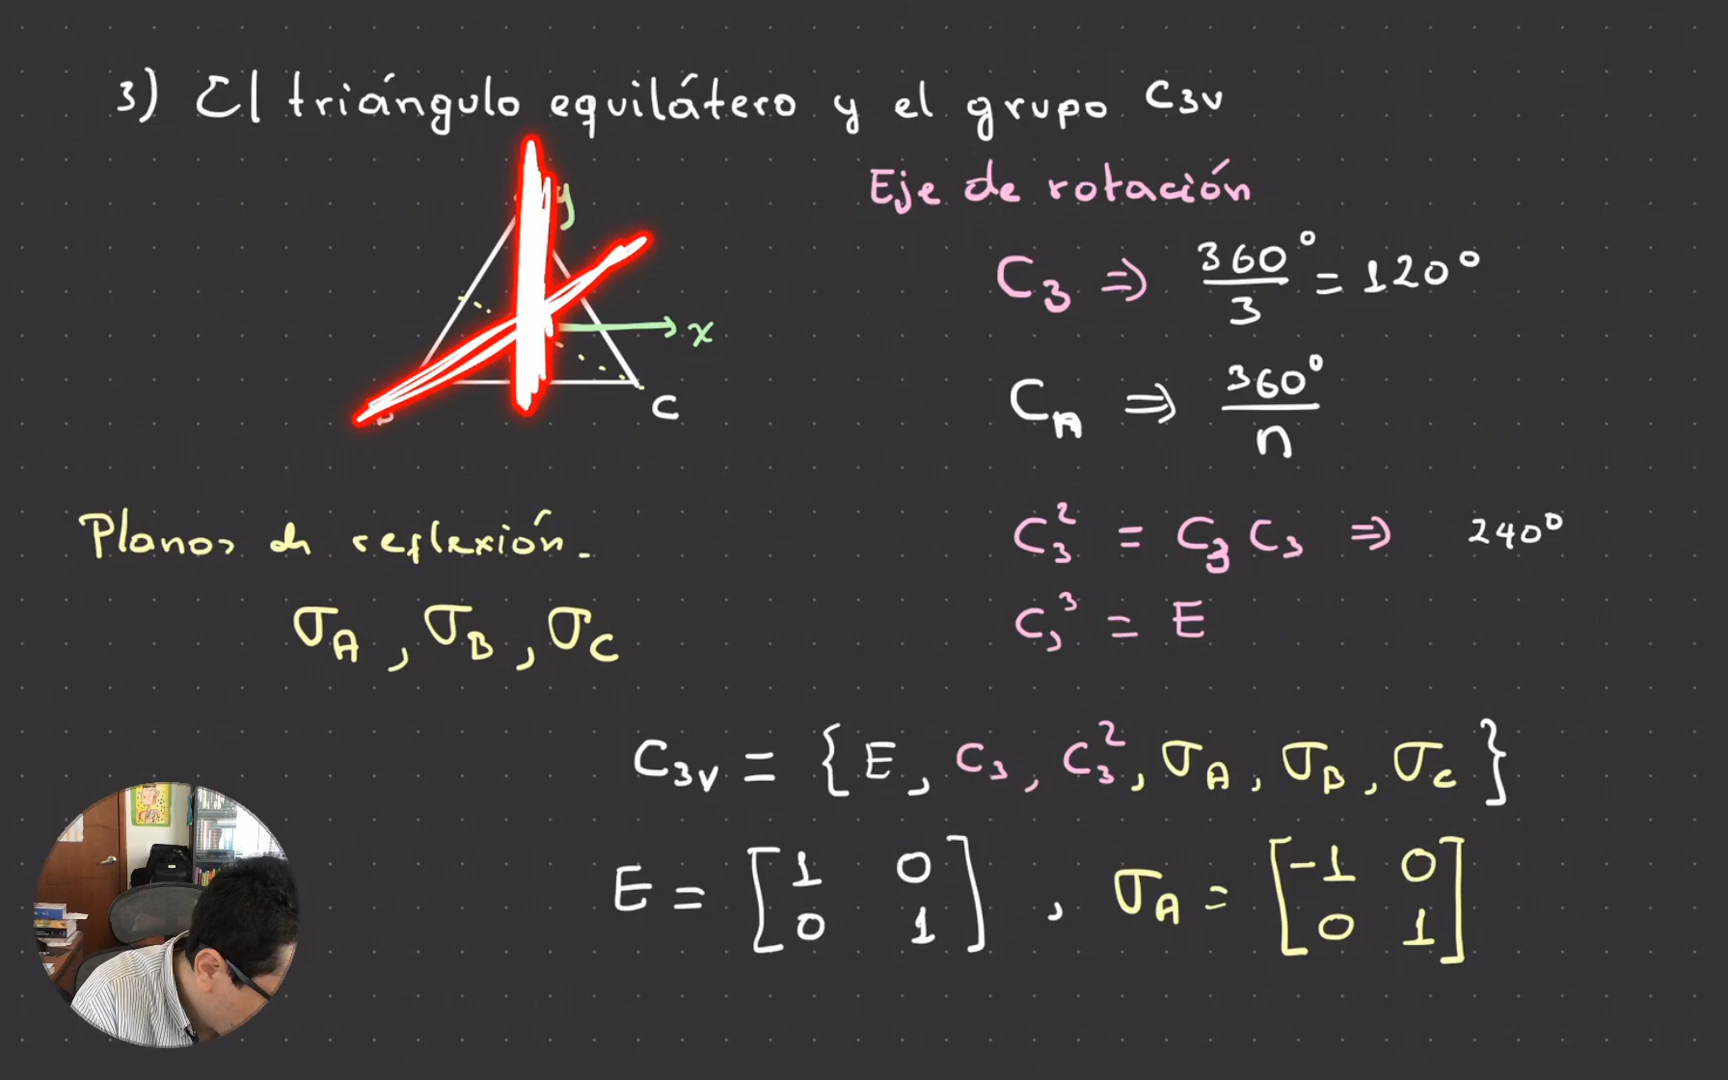 3) El triángulo equilátero y el grupo C3v
y
x
C
Eje de rotación
C₃ ⇒ 360°/3 = 120°
Cₙ ⇒ 360°/n
C₃² = C₃ C₃ ⇒ 240°
C₃³ = E
Planos de reflexión.
σA, σB, σC
C3v = {E, C₃, C₃², σA, σB, σC}
E = [1 0
0 1], σA = [-1 0
0 1]